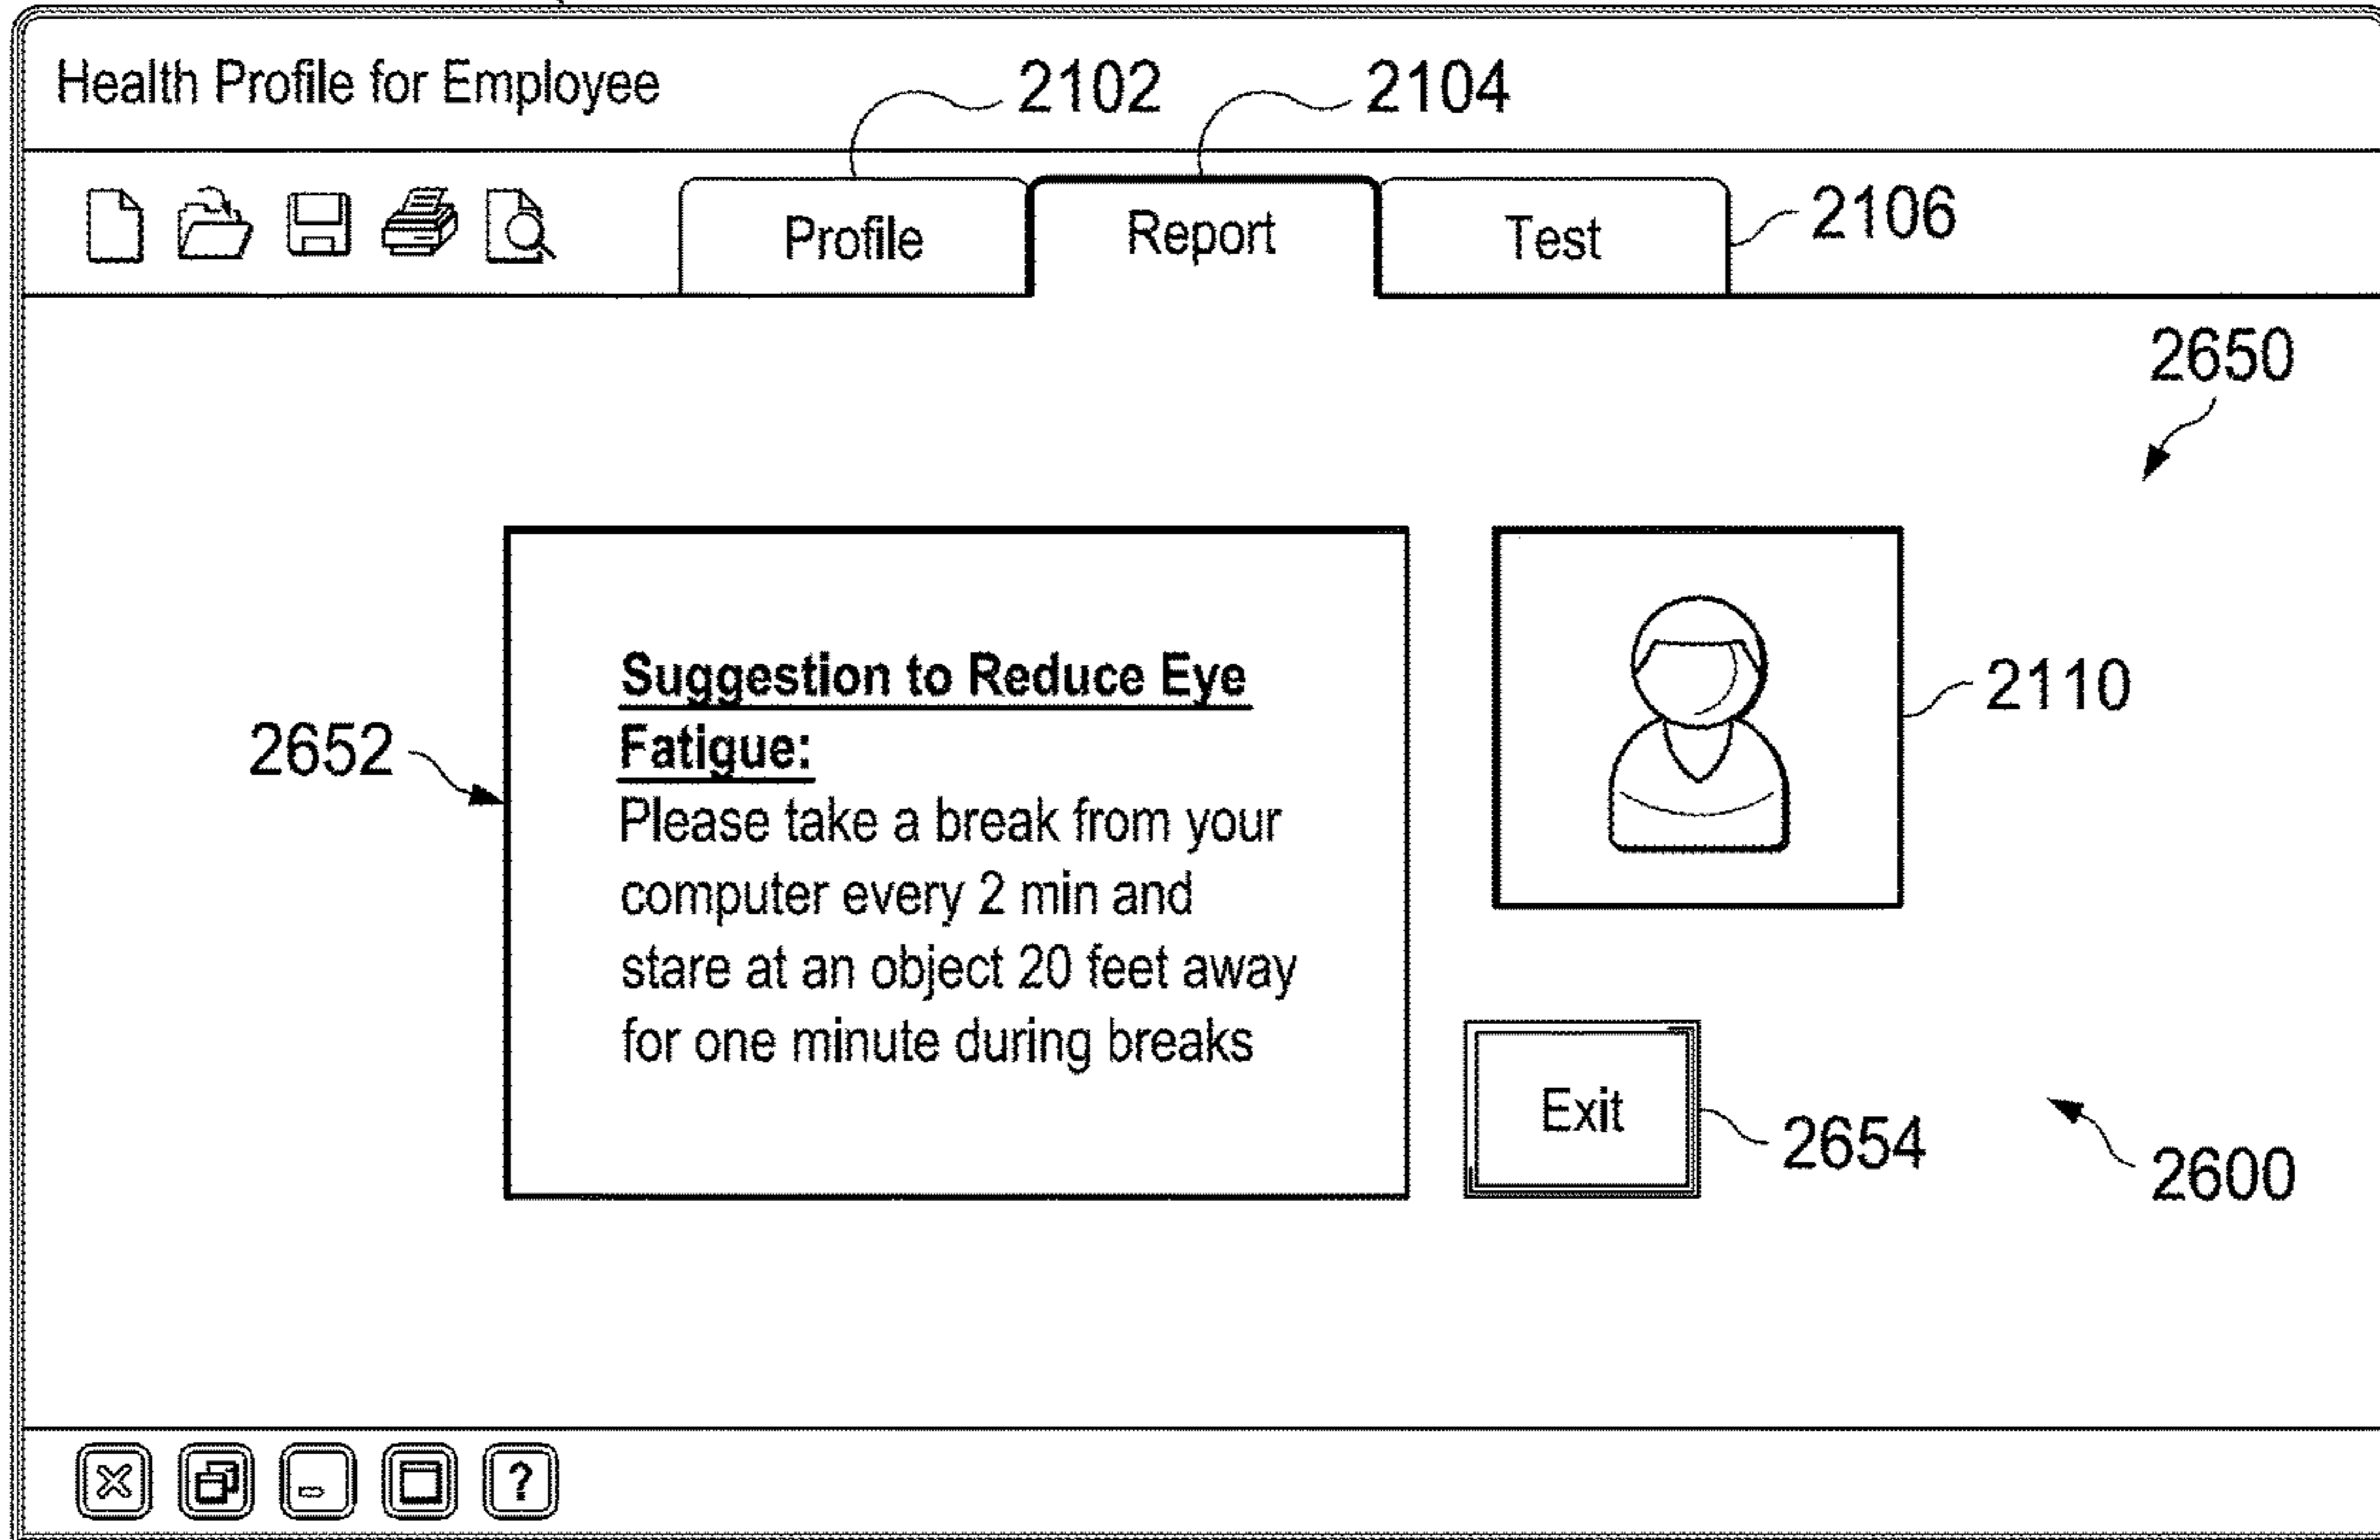 Health Profile for Employee
2102
2104
Profile
Report
Test
2106
2650
Suggestion to Reduce Eye
Fatigue:
Please take a break from your
computer every 2 min and
stare at an object 20 feet away
for one minute during breaks
2652
2110
Exit
2654
2600
?